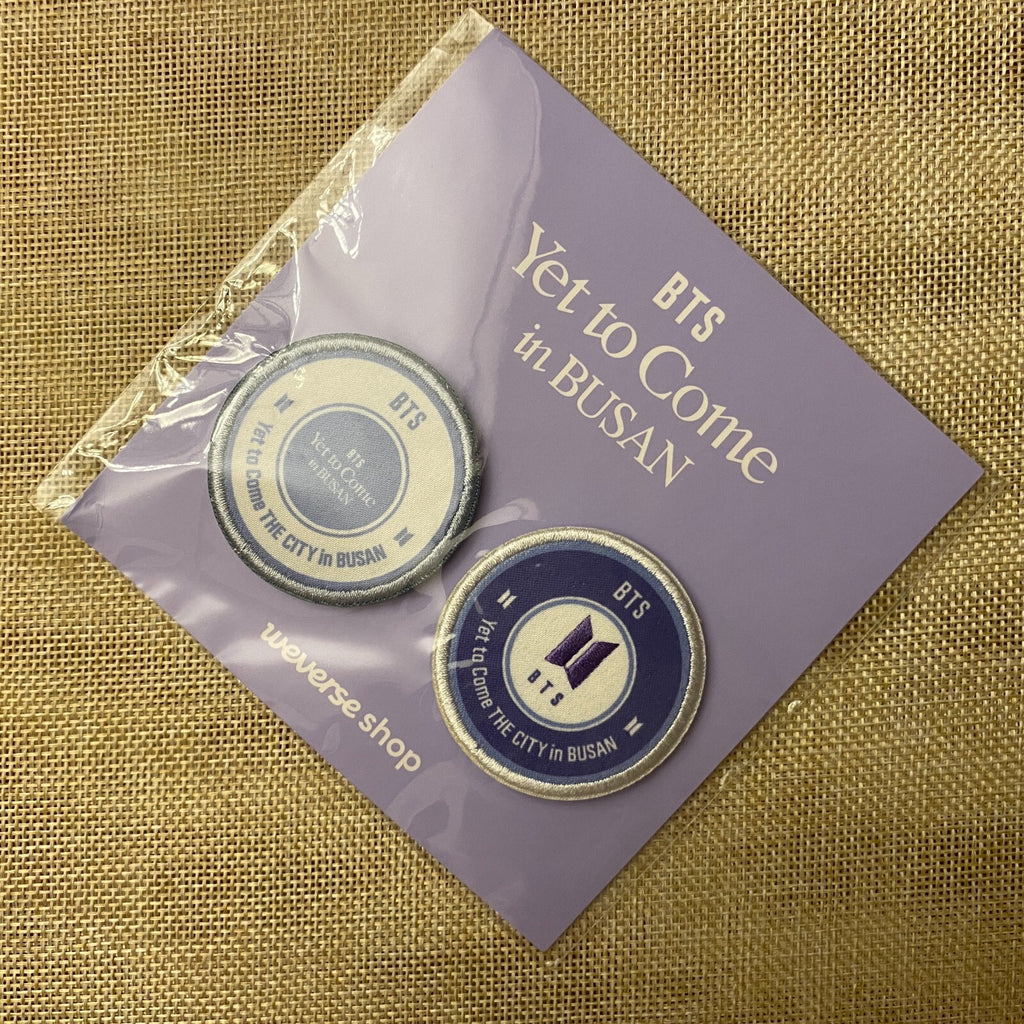 BTS
Yet to Come
in BUSAN
BTS
Yet to Come THE CITY in BUSAN
BTS
Yet to Come
in BUSAN
BTS
Yet to Come THE CITY in BUSAN
BTS
weverse shop